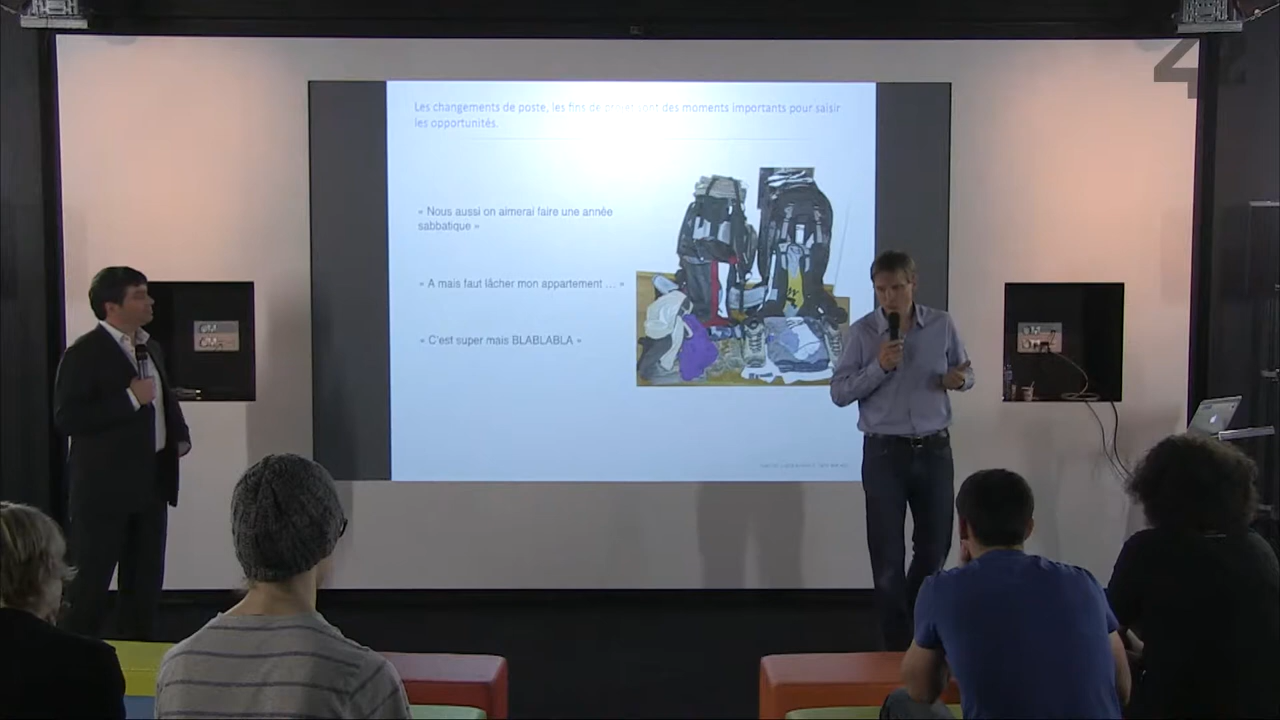 42
Les changements de poste, les fins de projet sont des moments importants pour saisir
les opportunités.
« Nous aussi on aimerai faire une année
sabbatique »
« A mais faut lâcher mon appartement ... »
« C'est super mais BLABLABLA »